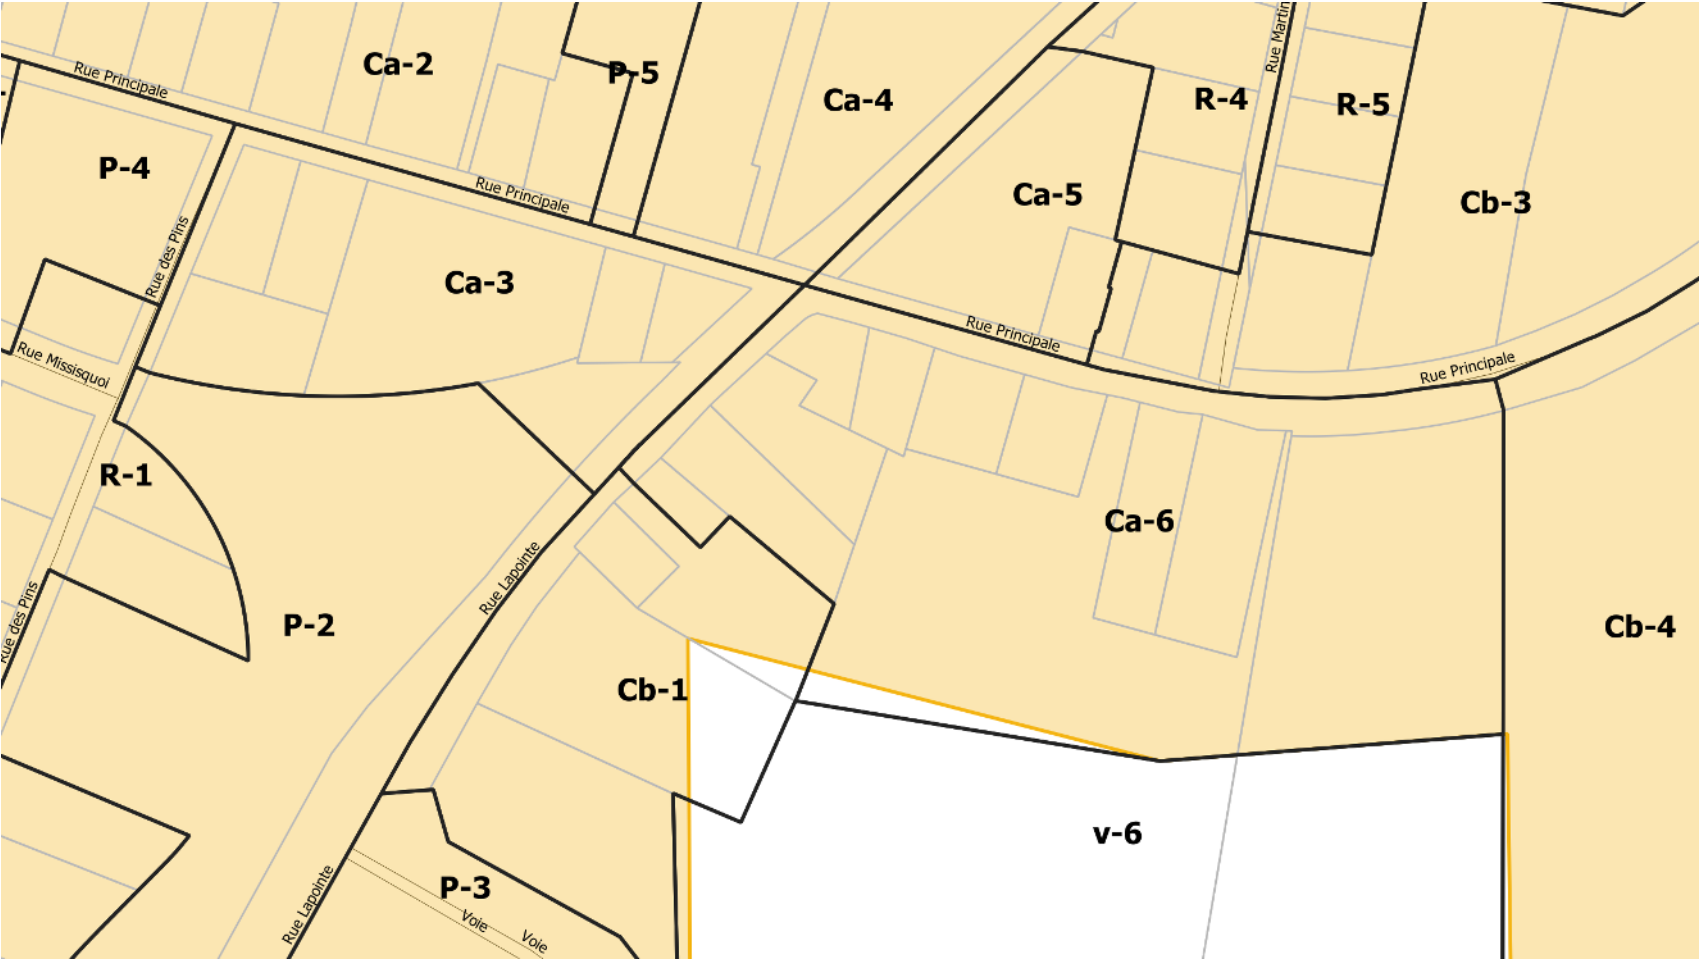 Rue Martin
Ca-2
P-5
Rue Principale
Ca-4
R-4
R-5
P-4
Rue Principale
Ca-5
Cb-3
Rue des Pins
Ca-3
Rue Principale
Rue Missisquoi
Rue Principale
R-1
Ca-6
Rue Lapointe
Rue des Pins
P-2
Cb-4
Cb-1
v-6
P-3
Rue Lapointe
Voie
Voie